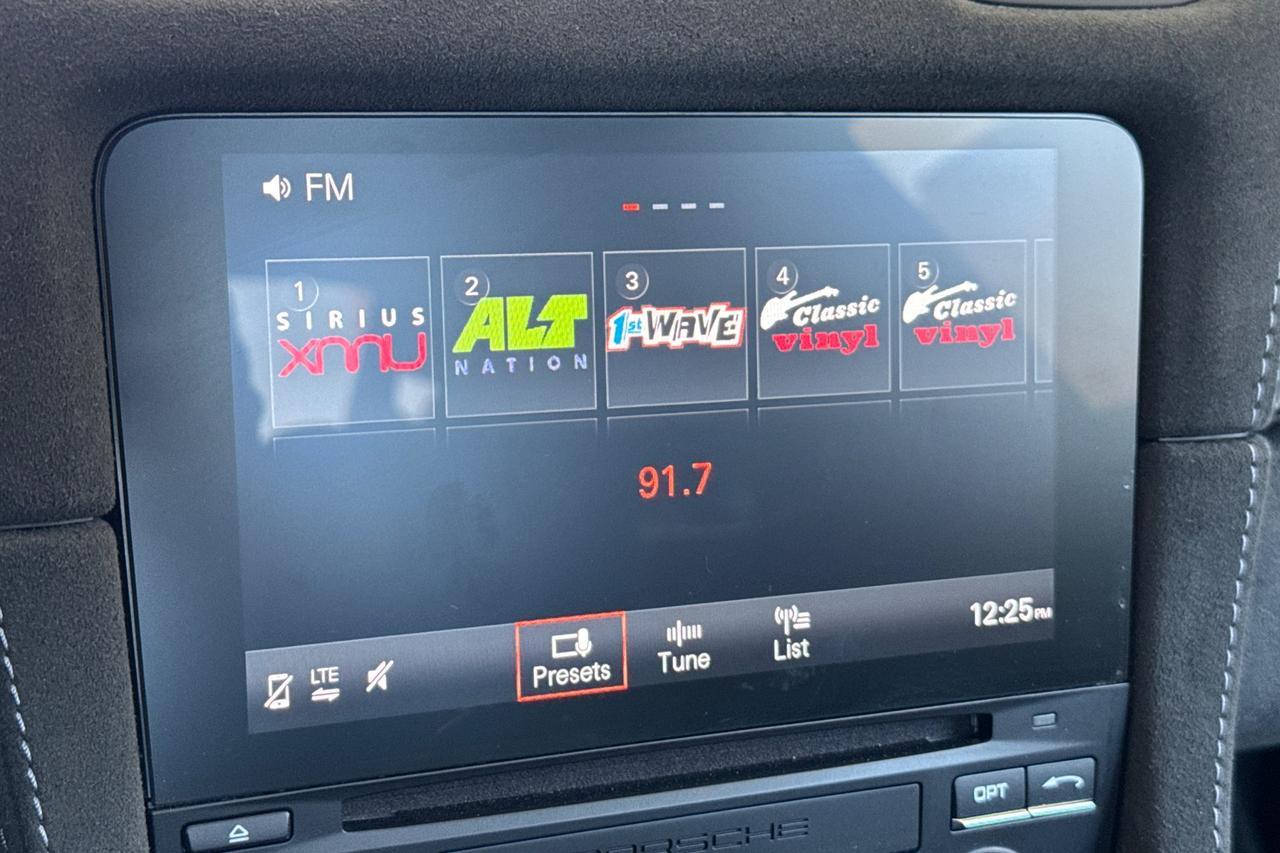 FM
1
SIRIUS
xmu
2
ALT
NATION
3
1st WAVE
4
Classic
vinyl
5
Classic
vinyl
91.7
LTE
Presets
Tune
List
12:25 PM
OPT
PORSCHE